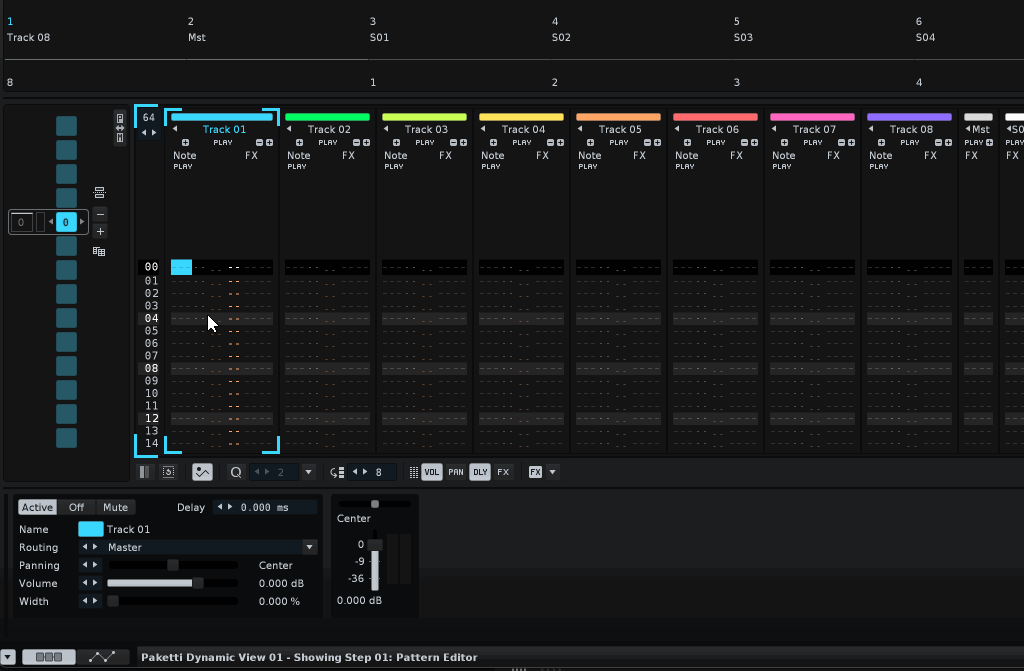 1 2 3 4 5 6
Track 08 Mst S01 S02 S03 S04
8 1 2 3 4
64
Track 01 Track 02 Track 03 Track 04 Track 05 Track 06 Track 07 Track 08 Mst S0
PLAY PLAY PLAY PLAY PLAY PLAY PLAY PLAY PLAY PL
Note FX Note FX Note FX Note FX Note FX Note FX Note FX Note FX FX FX
PLAY PLAY PLAY PLAY PLAY PLAY PLAY PLAY
0 0
00
01
02
03
04
05
06
07
08
09
10
11
12
13
14
2 8 VOL PAN DLY FX FX
Active Off Mute Delay 0.000 ms
Name Track 01
Routing Master
Panning Center
Volume 0.000 dB
Width 0.000 %
Center
0
-9
-36
0.000 dB
Paketti Dynamic View 01 - Showing Step 01: Pattern Editor